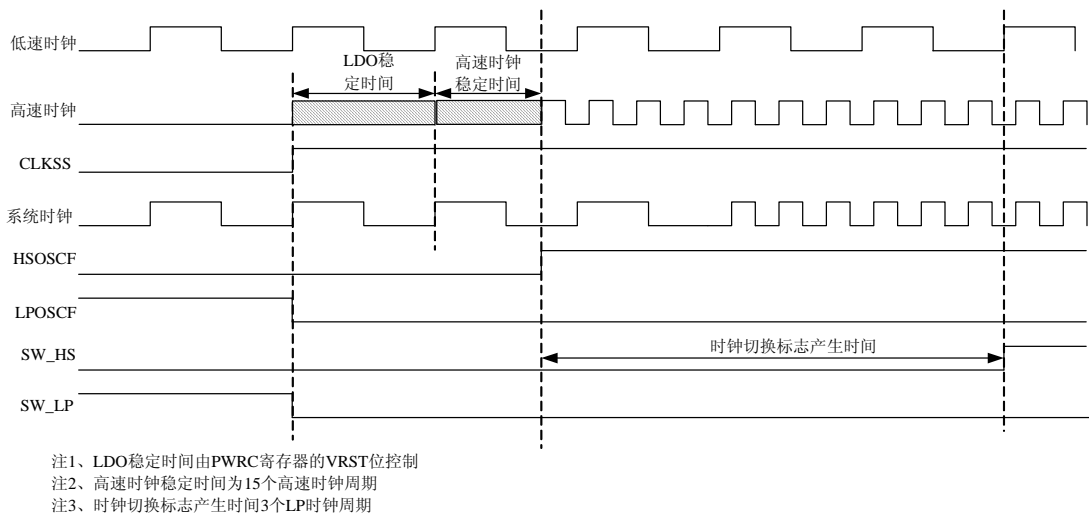 低速时钟
LDO稳
定时间
高速时钟
稳定时间
高速时钟
CLKSS
系统时钟
HSOSCF
LPOSCF
SW_HS
时钟切换标志产生时间
SW_LP
注1、LDO稳定时间由PWRC寄存器的VRST位控制
注2、高速时钟稳定时间为15个高速时钟周期
注3、时钟切换标志产生时间3个LP时钟周期